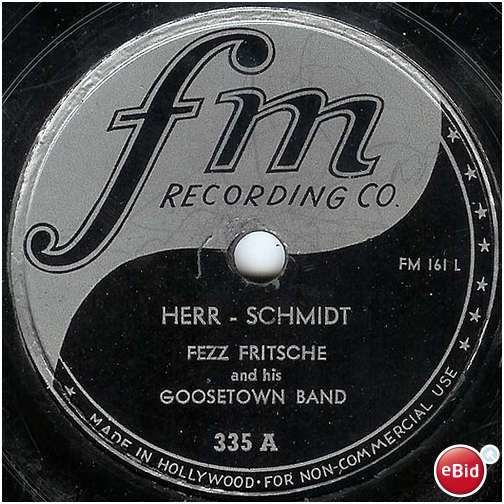 fm
RECORDING CO.
FM 161 L
HERR - SCHMIDT
FEZZ FRITSCHE
and his
GOOSETOWN BAND
335 A
MADE IN HOLLYWOOD • FOR NON-COMMERCIAL USE
eBid